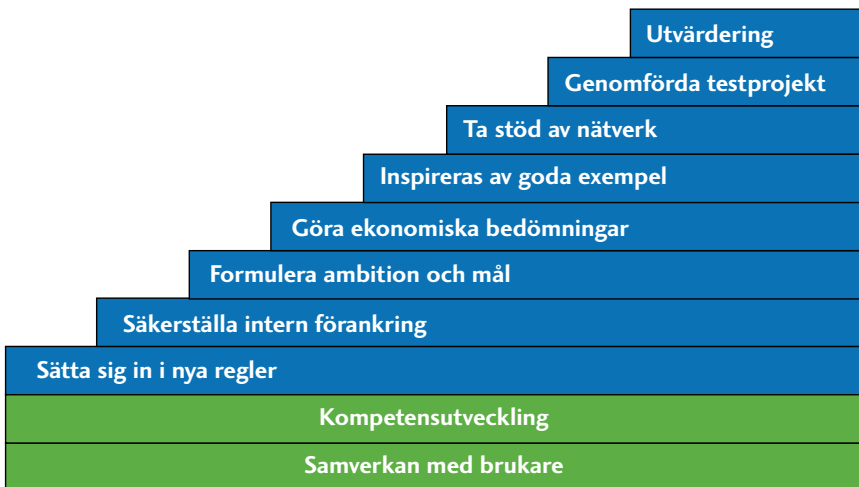 Utvärdering
Genomförda testprojekt
Ta stöd av nätverk
Inspireras av goda exempel
Göra ekonomiska bedömningar
Formulera ambition och mål
Säkerställa intern förankring
Sätta sig in i nya regler
Kompetensutveckling
Samverkan med brukare